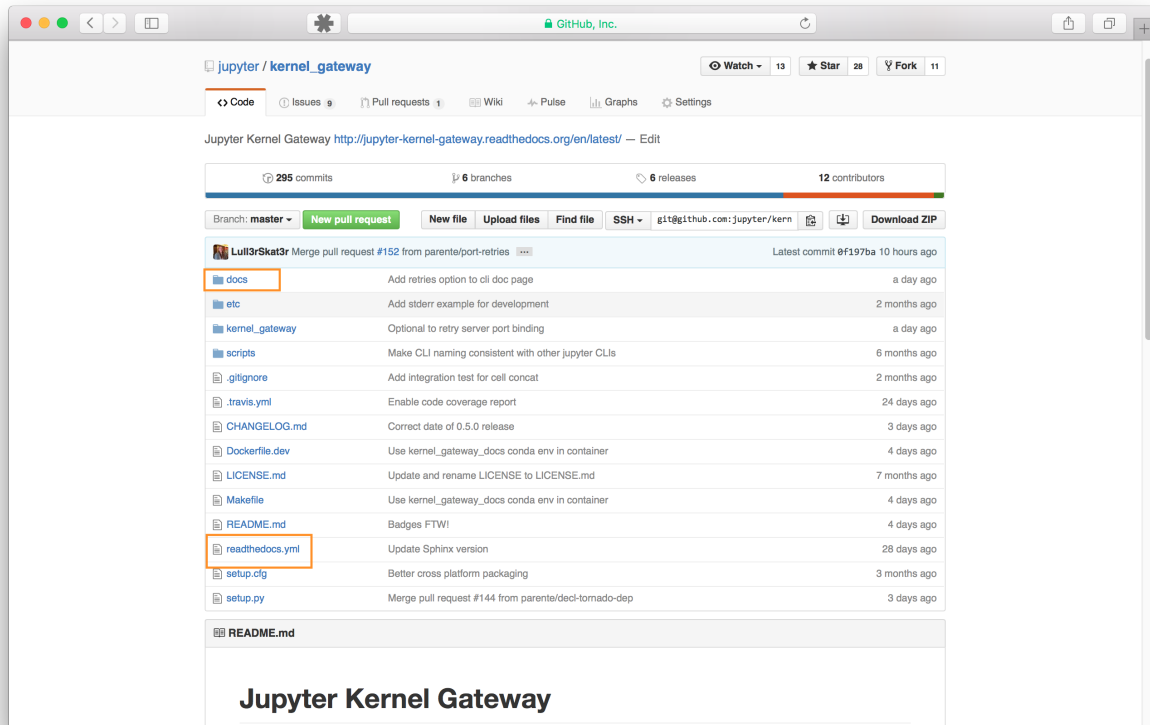 GitHub, Inc.
jupyter / kernel_gateway
Watch 13 Star 28 Fork 11
Code Issues 9 Pull requests 1 Wiki Pulse Graphs Settings
Jupyter Kernel Gateway http://jupyter-kernel-gateway.readthedocs.org/en/latest/ — Edit
295 commits 6 branches 6 releases 12 contributors
Branch: master New pull request New file Upload files Find file SSH git@github.com:jupyter/kern Download ZIP
Lull3rSkat3r Merge pull request #152 from parente/port-retries ... Latest commit 0f197ba 10 hours ago
docs Add retries option to cli doc page a day ago
etc Add stderr example for development 2 months ago
kernel_gateway Optional to retry server port binding a day ago
scripts Make CLI naming consistent with other jupyter CLIs 6 months ago
.gitignore Add integration test for cell concat 2 months ago
.travis.yml Enable code coverage report 24 days ago
CHANGELOG.md Correct date of 0.5.0 release 3 days ago
Dockerfile.dev Use kernel_gateway_docs conda env in container 4 days ago
LICENSE.md Update and rename LICENSE to LICENSE.md 7 months ago
Makefile Use kernel_gateway_docs conda env in container 4 days ago
README.md Badges FTW! 4 days ago
readthedocs.yml Update Sphinx version 28 days ago
setup.cfg Better cross platform packaging 3 months ago
setup.py Merge pull request #144 from parente/decl-tornado-dep 3 days ago
README.md
Jupyter Kernel Gateway